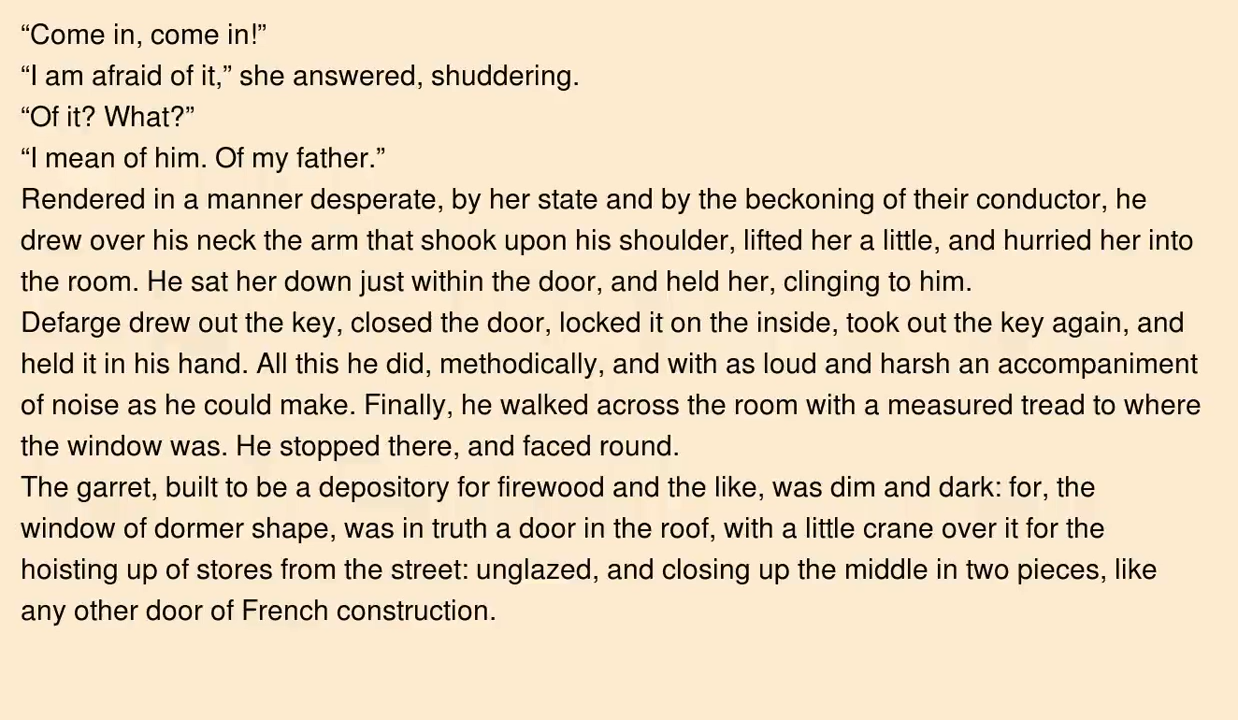 “Come in, come in!”
“I am afraid of it,” she answered, shuddering.
“Of it? What?”
“I mean of him. Of my father.”
Rendered in a manner desperate, by her state and by the beckoning of their conductor, he
drew over his neck the arm that shook upon his shoulder, lifted her a little, and hurried her into
the room. He sat her down just within the door, and held her, clinging to him.
Defarge drew out the key, closed the door, locked it on the inside, took out the key again, and
held it in his hand. All this he did, methodically, and with as loud and harsh an accompaniment
of noise as he could make. Finally, he walked across the room with a measured tread to where
the window was. He stopped there, and faced round.
The garret, built to be a depository for firewood and the like, was dim and dark: for, the
window of dormer shape, was in truth a door in the roof, with a little crane over it for the
hoisting up of stores from the street: unglazed, and closing up the middle in two pieces, like
any other door of French construction.